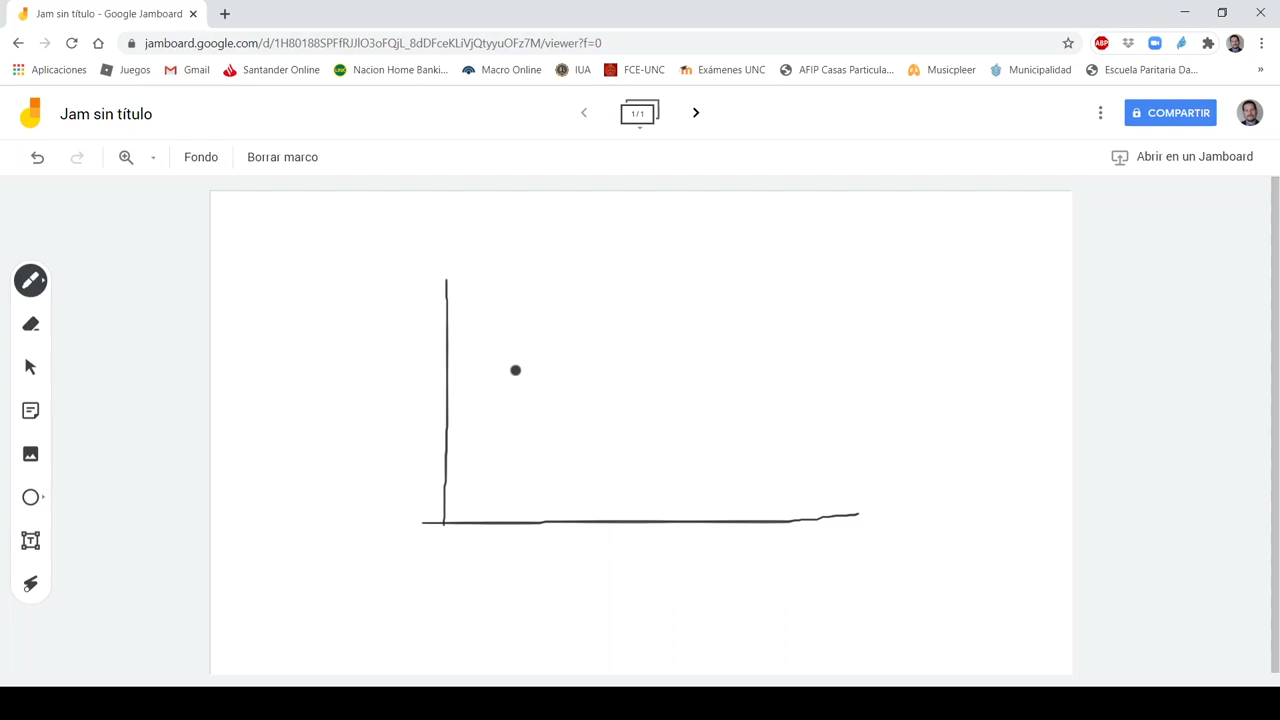 Jam sin título - Google Jamboard
jamboard.google.com/d/1H80188SPFfRJJlO3oFQjt_8dDFceKLiVjQtyyuOFz7M/viewer?f=0
ABP
Aplicaciones Juegos Gmail Santander Online Nacion Home Banki... Macro Online IUA FCE-UNC Exámenes UNC AFIP Casas Particula... Musicpleer Municipalidad Escuela Paritaria Da... »
Jam sin título
1/1
COMPARTIR
Fondo Borrar marco
Abrir en un Jamboard